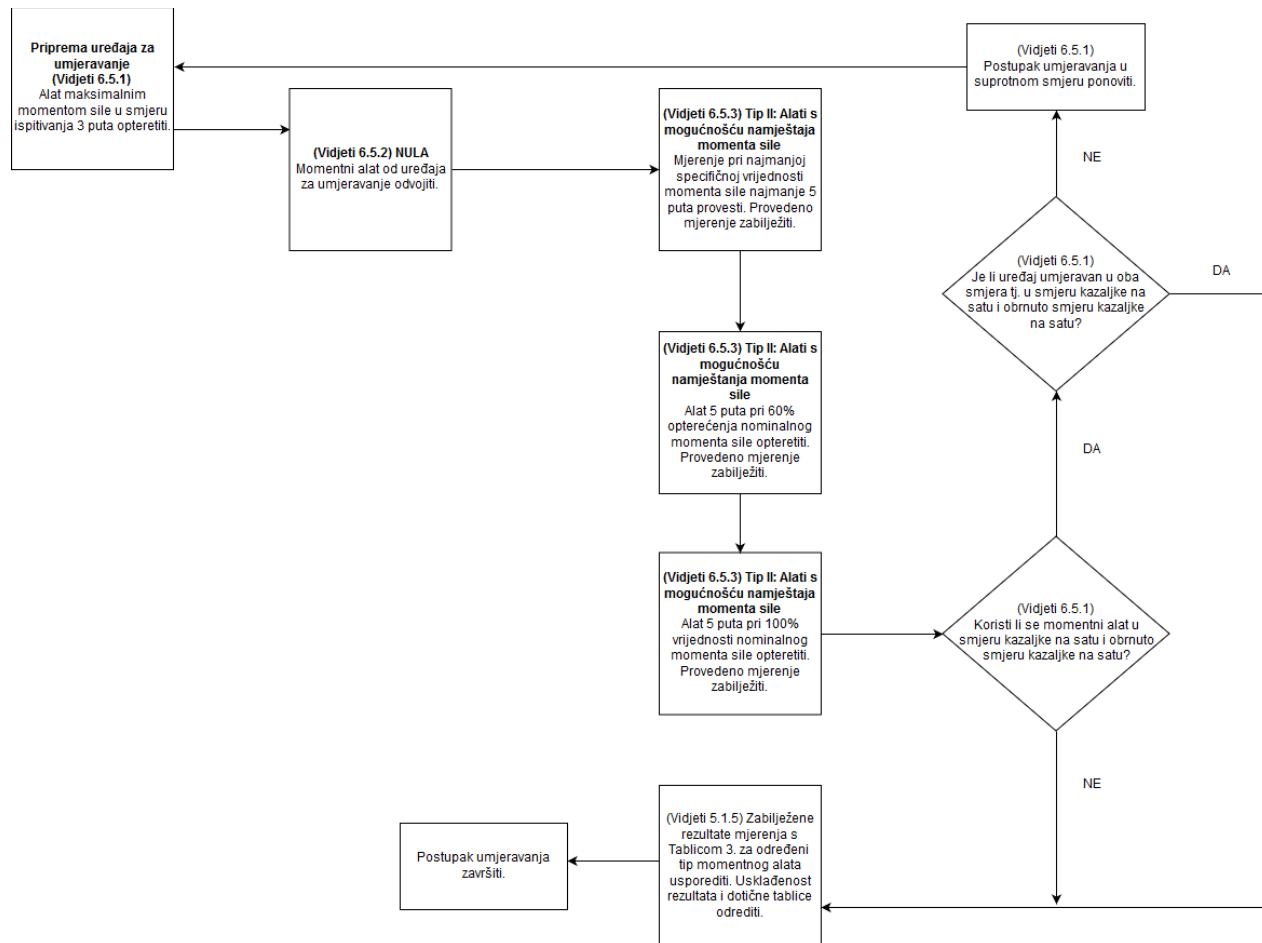 Priprema uređaja za
umjeravanje
(Vidjeti 6.5.1)
Alat maksimalnim
momentom sile u smjeru
ispitivanja 3 puta opteretiti.
(Vidjeti 6.5.2) NULA
Momentni alat od uređaja
za umjeravanje odvojiti.
(Vidjeti 6.5.3) Tip II: Alati s
mogućnošću namještaja
momenta sile
Mjerenje pri najmanjoj
specifičnoj vrijednosti
momenta sile najmanje 5
puta provesti. Provedeno
mjerenje zabilježiti.
(Vidjeti 6.5.3) Tip II: Alati s
mogućnošću
namještanja momenta
sile
Alat 5 puta pri 60%
opterećenja nominalnog
momenta sile opteretiti.
Provedeno mjerenje
zabilježiti.
(Vidjeti 6.5.3) Tip II: Alati s
mogućnošću namještaja
momenta sile
Alat 5 puta pri 100%
vrijednosti nominalnog
momenta sile opteretiti.
Provedeno mjerenje
zabilježiti.
(Vidjeti 6.5.1)
Koristi li se momentni alat u
smjeru kazaljke na satu i obrnuto
smjeru kazaljke na satu?
DA
(Vidjeti 6.5.1)
Je li uređaj umjeravan u oba
smjera tj. u smjeru kazaljke na
satu i obrnuto smjeru kazaljke
na satu?
DA
NE
(Vidjeti 6.5.1)
Postupak umjeravanja u
suprotnom smjeru ponoviti.
NE
(Vidjeti 5.1.5) Zabilježene
rezultate mjerenja s
Tablicom 3. za određeni
tip momentnog alata
usporediti. Usklađenost
rezultata i dotične tablice
odrediti.
Postupak umjeravanja
završiti.